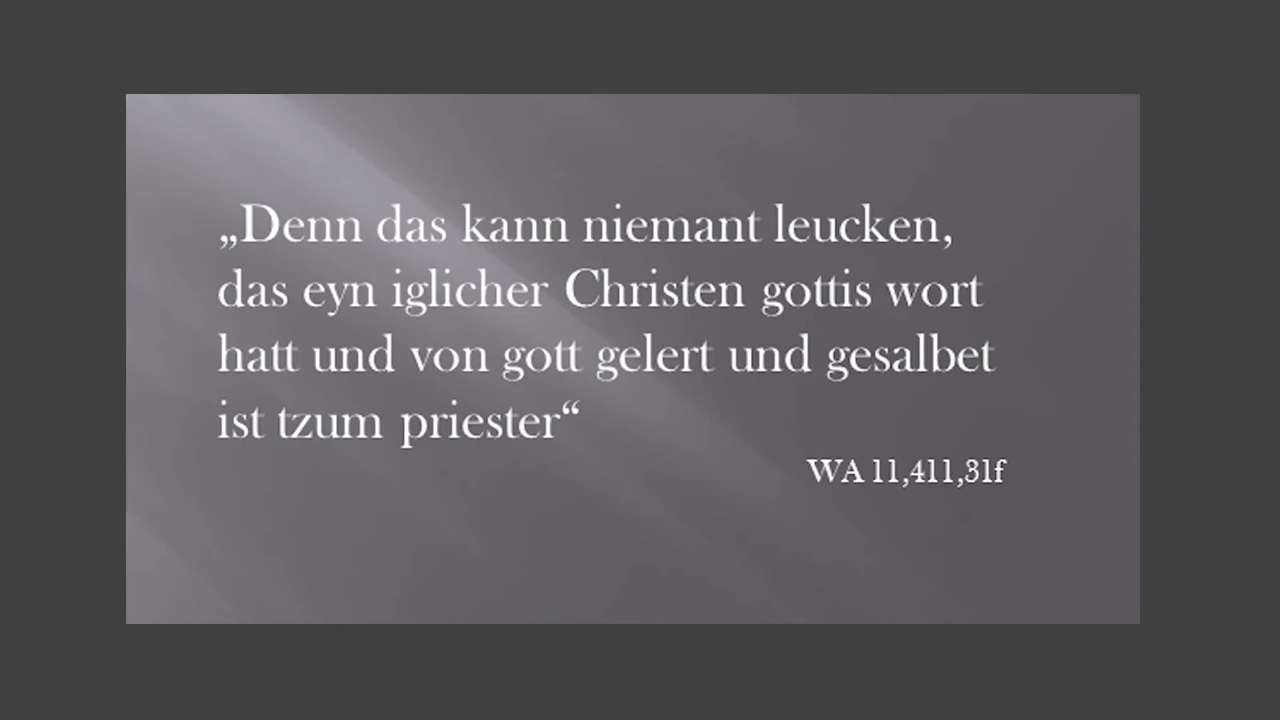 „Denn das kann niemant leucken,
das eyn iglicher Christen gottis wort
hatt und von gott gelert und gesalbet
ist tzum priester“
WA 11,411,31f